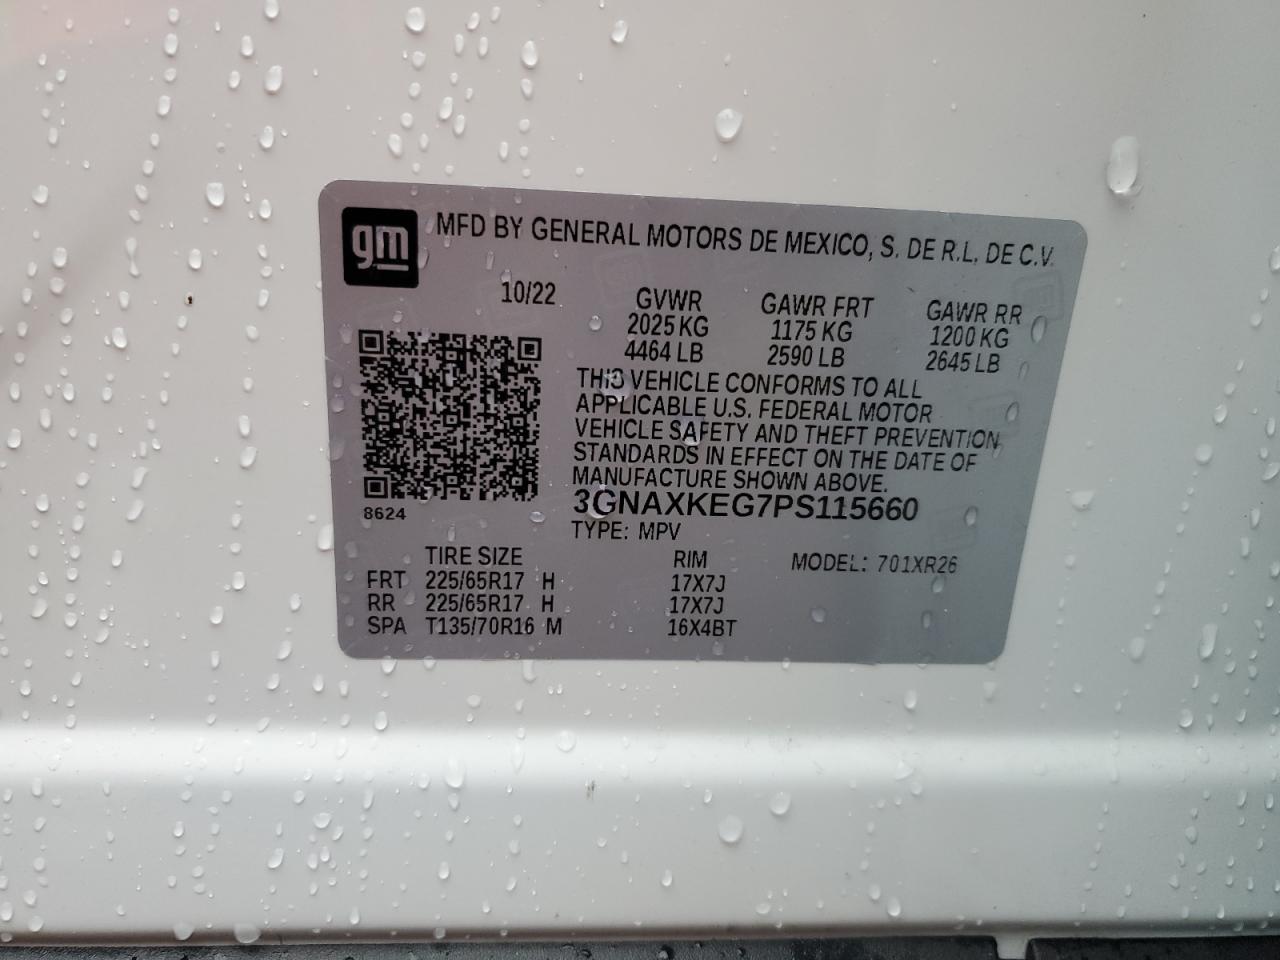 gm MFD BY GENERAL MOTORS DE MEXICO, S. DE R.L. DE C.V.
10/22 GVWR GAWR FRT GAWR RR
2025 KG 1175 KG 1200 KG
4464 LB 2590 LB 2645 LB
THIS VEHICLE CONFORMS TO ALL
APPLICABLE U.S. FEDERAL MOTOR
VEHICLE SAFETY AND THEFT PREVENTION
STANDARDS IN EFFECT ON THE DATE OF
MANUFACTURE SHOWN ABOVE.
3GNAXKEG7PS115660
8624
TYPE: MPV
TIRE SIZE RIM MODEL: 701XR26
FRT 225/65R17 H 17X7J
RR 225/65R17 H 17X7J
SPA T135/70R16 M 16X4BT